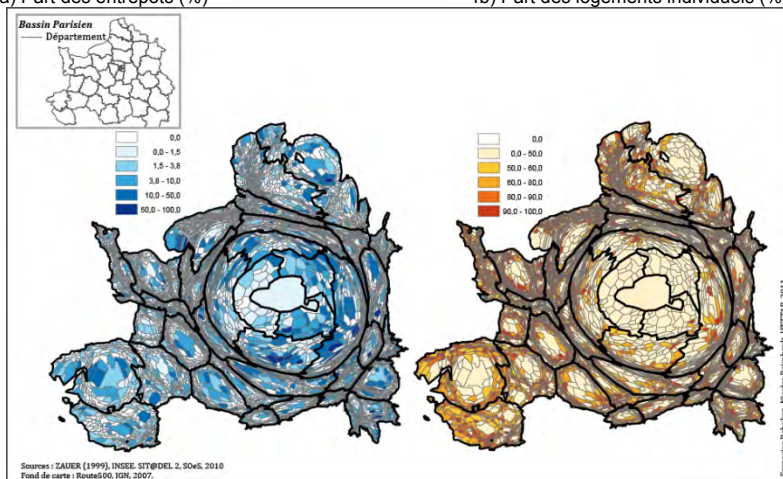 a) Part des entrepôts (%)
4b) Part des logements individuels (%
Bassin Parisien
Département
0,0
0,0 - 1,5
1,5 - 3,8
3,8 - 10,0
10,0 - 50,0
50,0 - 100,0
0,0
0,0 - 50,0
50,0 - 60,0
60,0 - 80,0
80,0 - 90,0
90,0 - 100,0
Sources : ZAUER (1999), INSEE. SIT@DEL 2, SOeS, 2010
Fond de carte : Route500, IGN, 2007.